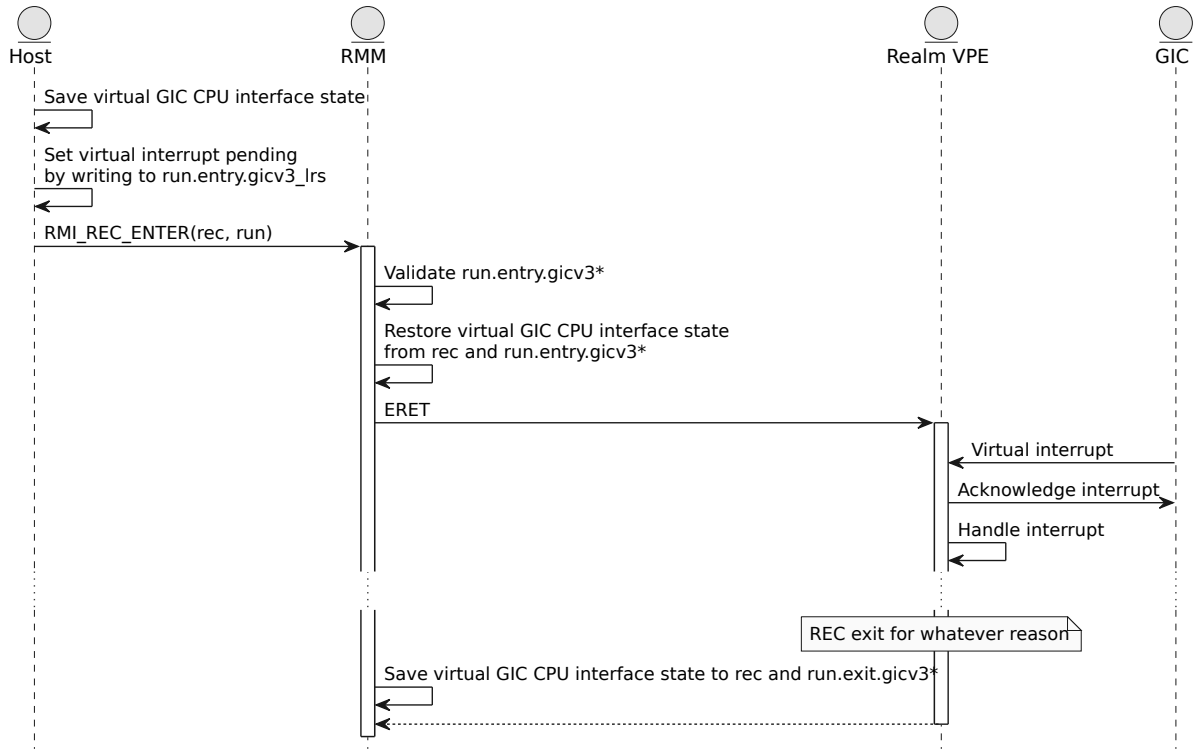 Host
RMM
Realm VPE
GIC
Save virtual GIC CPU interface state
Set virtual interrupt pending
by writing to run.entry.gicv3_lrs
RMI_REC_ENTER(rec, run)
Validate run.entry.gicv3*
Restore virtual GIC CPU interface state
from rec and run.entry.gicv3*
ERET
Virtual interrupt
Acknowledge interrupt
Handle interrupt
REC exit for whatever reason
Save virtual GIC CPU interface state to rec and run.exit.gicv3*